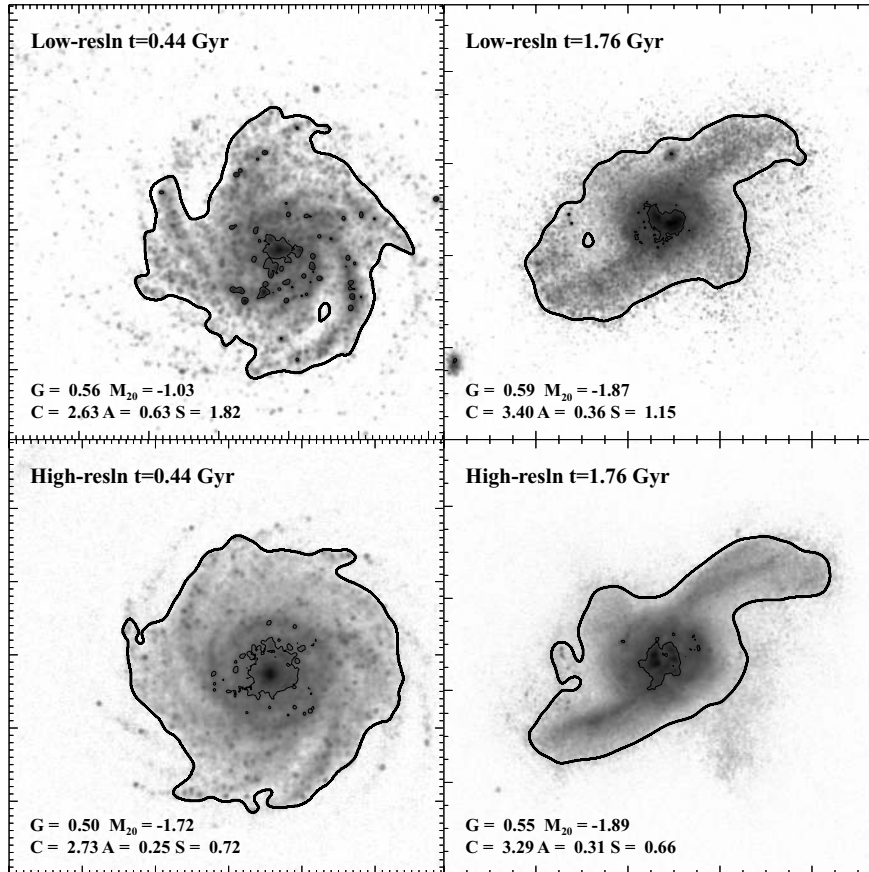 Low-resln t=0.44 Gyr
G = 0.56 M20 = -1.03
C = 2.63 A = 0.63 S = 1.82
Low-resln t=1.76 Gyr
G = 0.59 M20 = -1.87
C = 3.40 A = 0.36 S = 1.15
High-resln t=0.44 Gyr
G = 0.50 M20 = -1.72
C = 2.73 A = 0.25 S = 0.72
High-resln t=1.76 Gyr
G = 0.55 M20 = -1.89
C = 3.29 A = 0.31 S = 0.66